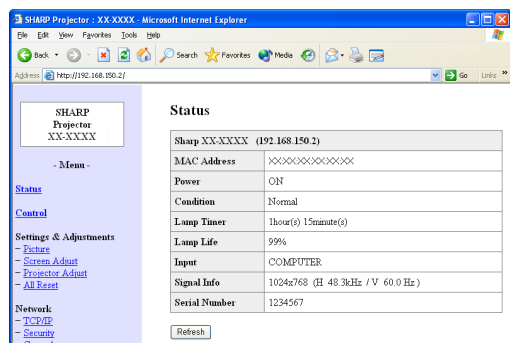 SHARP Projector : XX-XXXX - Microsoft Internet Explorer
File Edit View Favorites Tools Help
Back Search Favorites Media
Address http://192.168.150.2/ Go Links »
SHARP
Projector
XX-XXXX
- Menu -
Status
Control
Settings & Adjustments
– Picture
– Screen Adjust
– Projector Adjust
– All Reset
Network
– TCP/IP
– Security
Status
Sharp XX-XXXX (192.168.150.2)
MAC Address XXXXXXXXXXXX
Power ON
Condition Normal
Lamp Timer 1hour(s) 15minute(s)
Lamp Life 99%
Input COMPUTER
Signal Info 1024x768 (H 48.3kHz / V 60.0 Hz )
Serial Number 1234567
Refresh